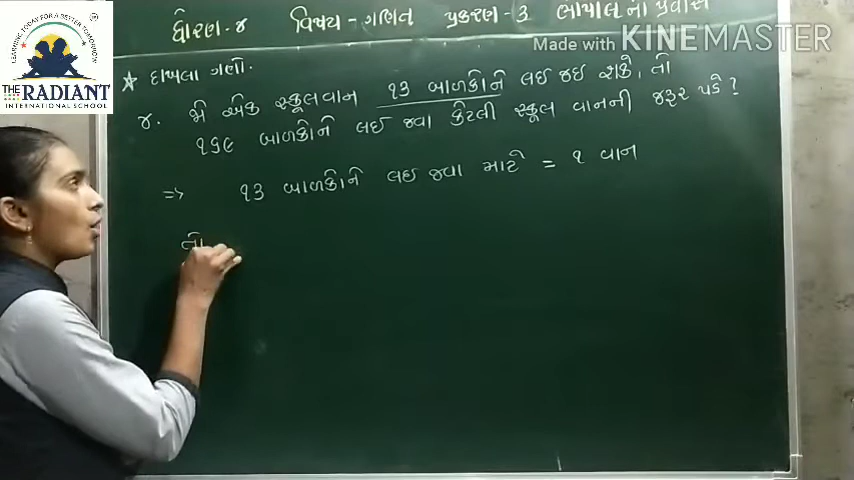 ધોરણ-૪ વિષય-ગણિત પ્રકરણ-૩ ભોપાલના પ્રવાસે
Made with KINEMASTER
LEARNING TODAY FOR A BETTER TOMORROW
THE RADIANT
INTERNATIONAL SCHOOL
★ દાખલા ગણો.
૪. જો એક સ્કૂલવાન ૧૩ બાળકોને લઈ જઈ શકે, તો
૧૬૯ બાળકોને લઈ જવા કેટલી સ્કૂલ વાનની જરૂર પડે?
=> ૧૩ બાળકોને લઈ જવા માટે = ૧ વાન
તો